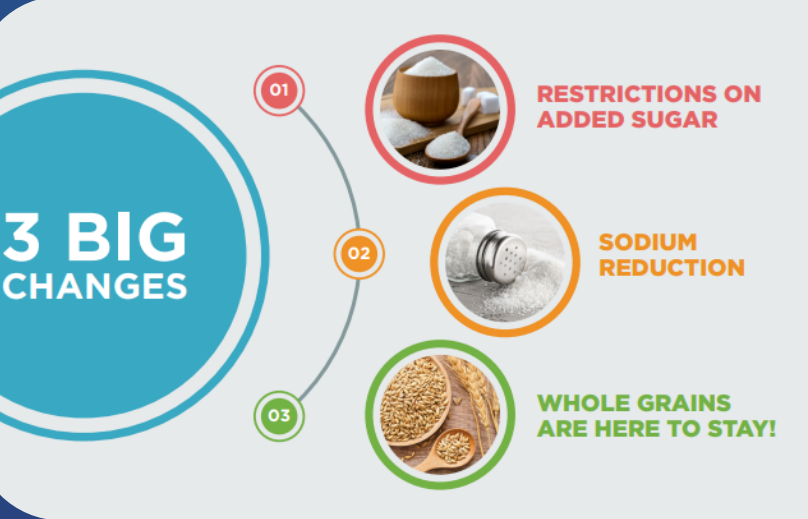 3 BIG
CHANGES
01
RESTRICTIONS ON
ADDED SUGAR
02
SODIUM
REDUCTION
03
WHOLE GRAINS
ARE HERE TO STAY!